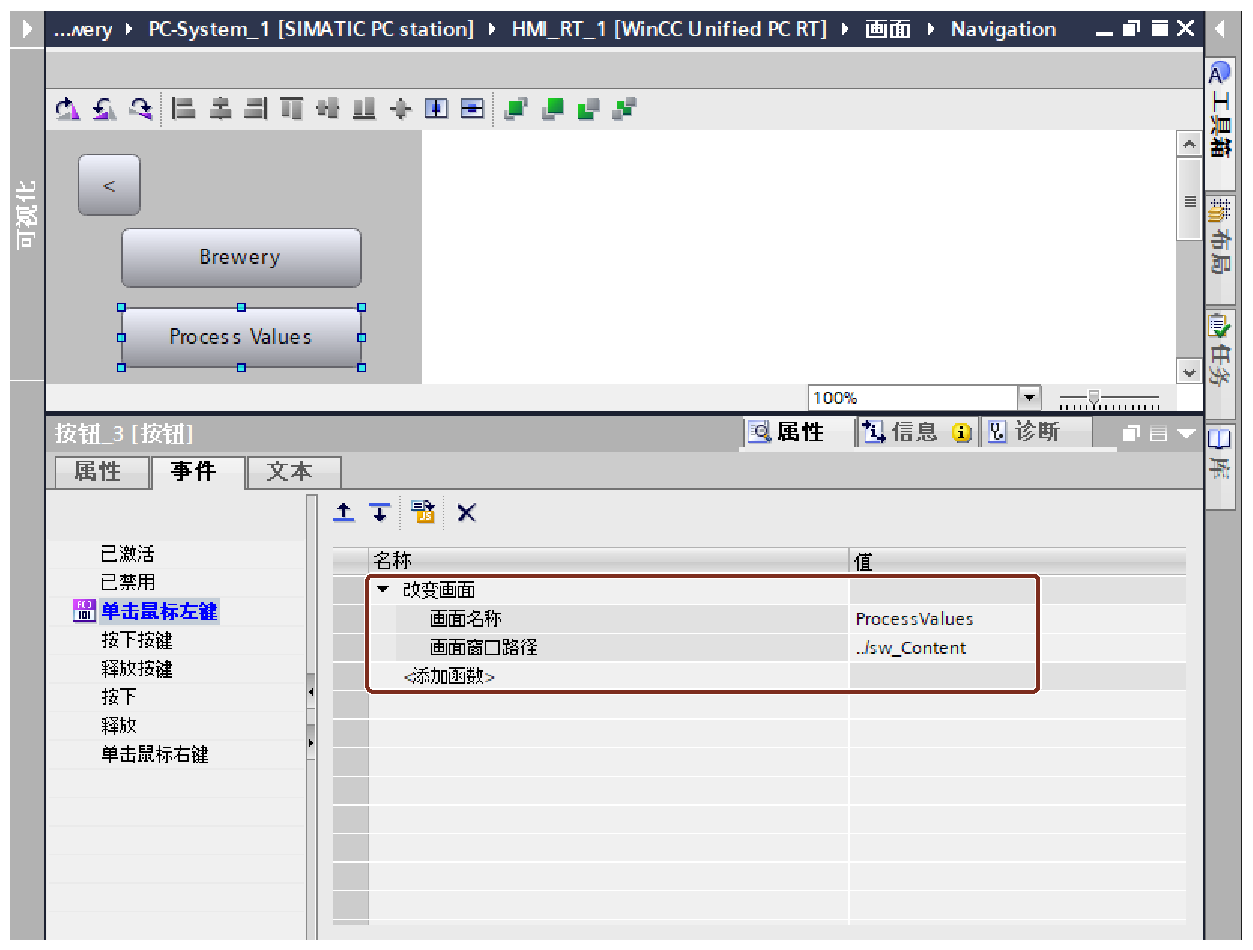 ...wery ▸ PC-System_1 [SIMATIC PC station] ▸ HMI_RT_1 [WinCC Unified PC RT] ▸ 画面 ▸ Navigation
可视化
<
Brewery
Process Values
100%
工具箱
布局
任务
库
按钮_3 [按钮]
属性 信息 诊断
属性 事件 文本
已激活
已禁用
单击鼠标左键
按下按键
释放按键
按下
释放
单击鼠标右键
名称 值
改变画面
画面名称 ProcessValues
画面窗口路径 ../sw_Content
<添加函数>